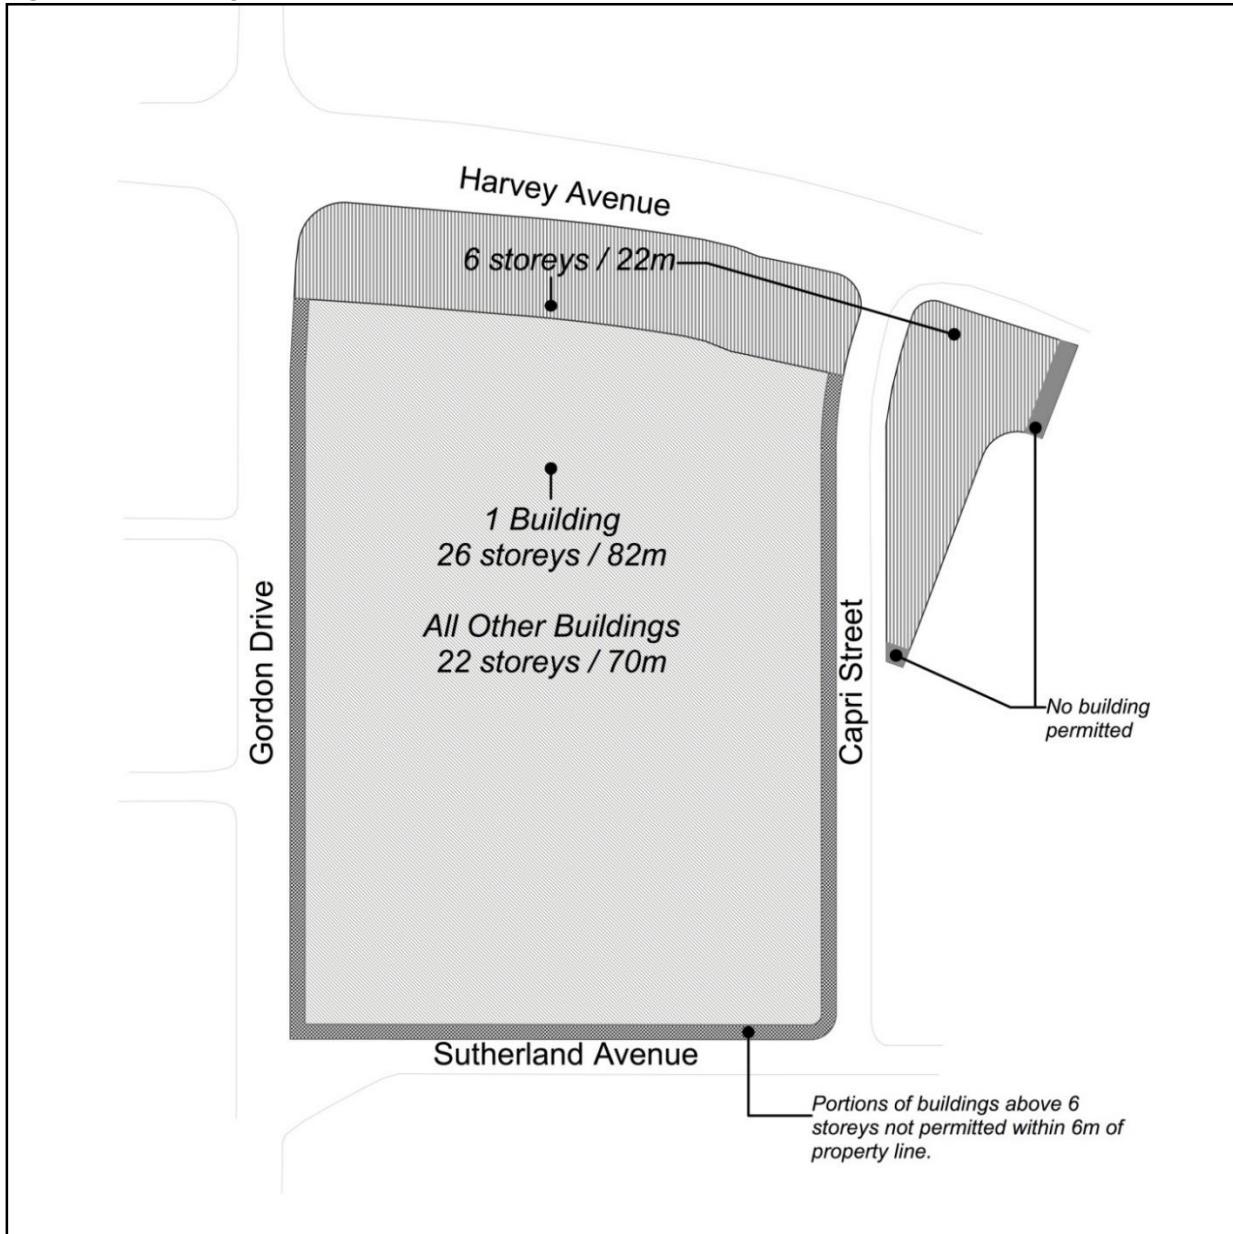 Harvey Avenue
6 storeys / 22m
1 Building
26 storeys / 82m
All Other Buildings
22 storeys / 70m
Gordon Drive
Capri Street
No building
permitted
Sutherland Avenue
Portions of buildings above 6
storeys not permitted within 6m of
property line.